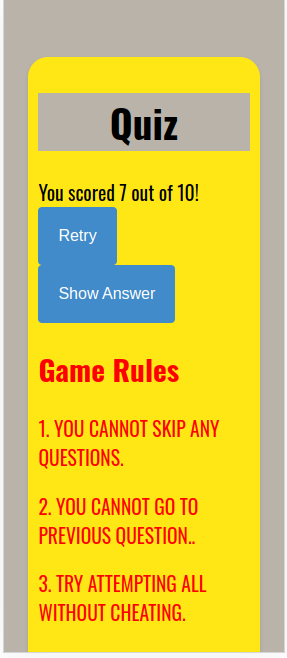 Quiz
You scored 7 out of 10!
Retry
Show Answer
Game Rules
1. YOU CANNOT SKIP ANY
QUESTIONS.
2. YOU CANNOT GO TO
PREVIOUS QUESTION..
3. TRY ATTEMPTING ALL
WITHOUT CHEATING.